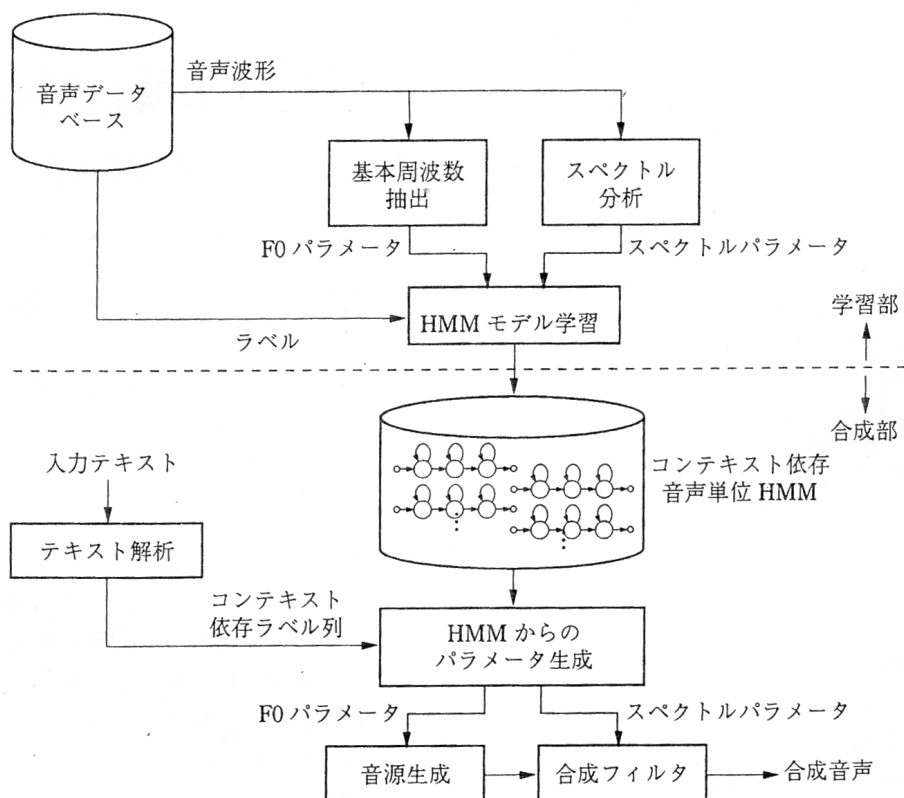 音声データ
ベース
音声波形
基本周波数
抽出
スペクトル
分析
F0 パラメータ
スペクトルパラメータ
HMM モデル学習
ラベル
学習部
合成部
コンテキスト依存
音声単位 HMM
入力テキスト
テキスト解析
コンテキスト
依存ラベル列
HMM からの
パラメータ生成
F0 パラメータ
スペクトルパラメータ
音源生成
合成フィルタ
合成音声